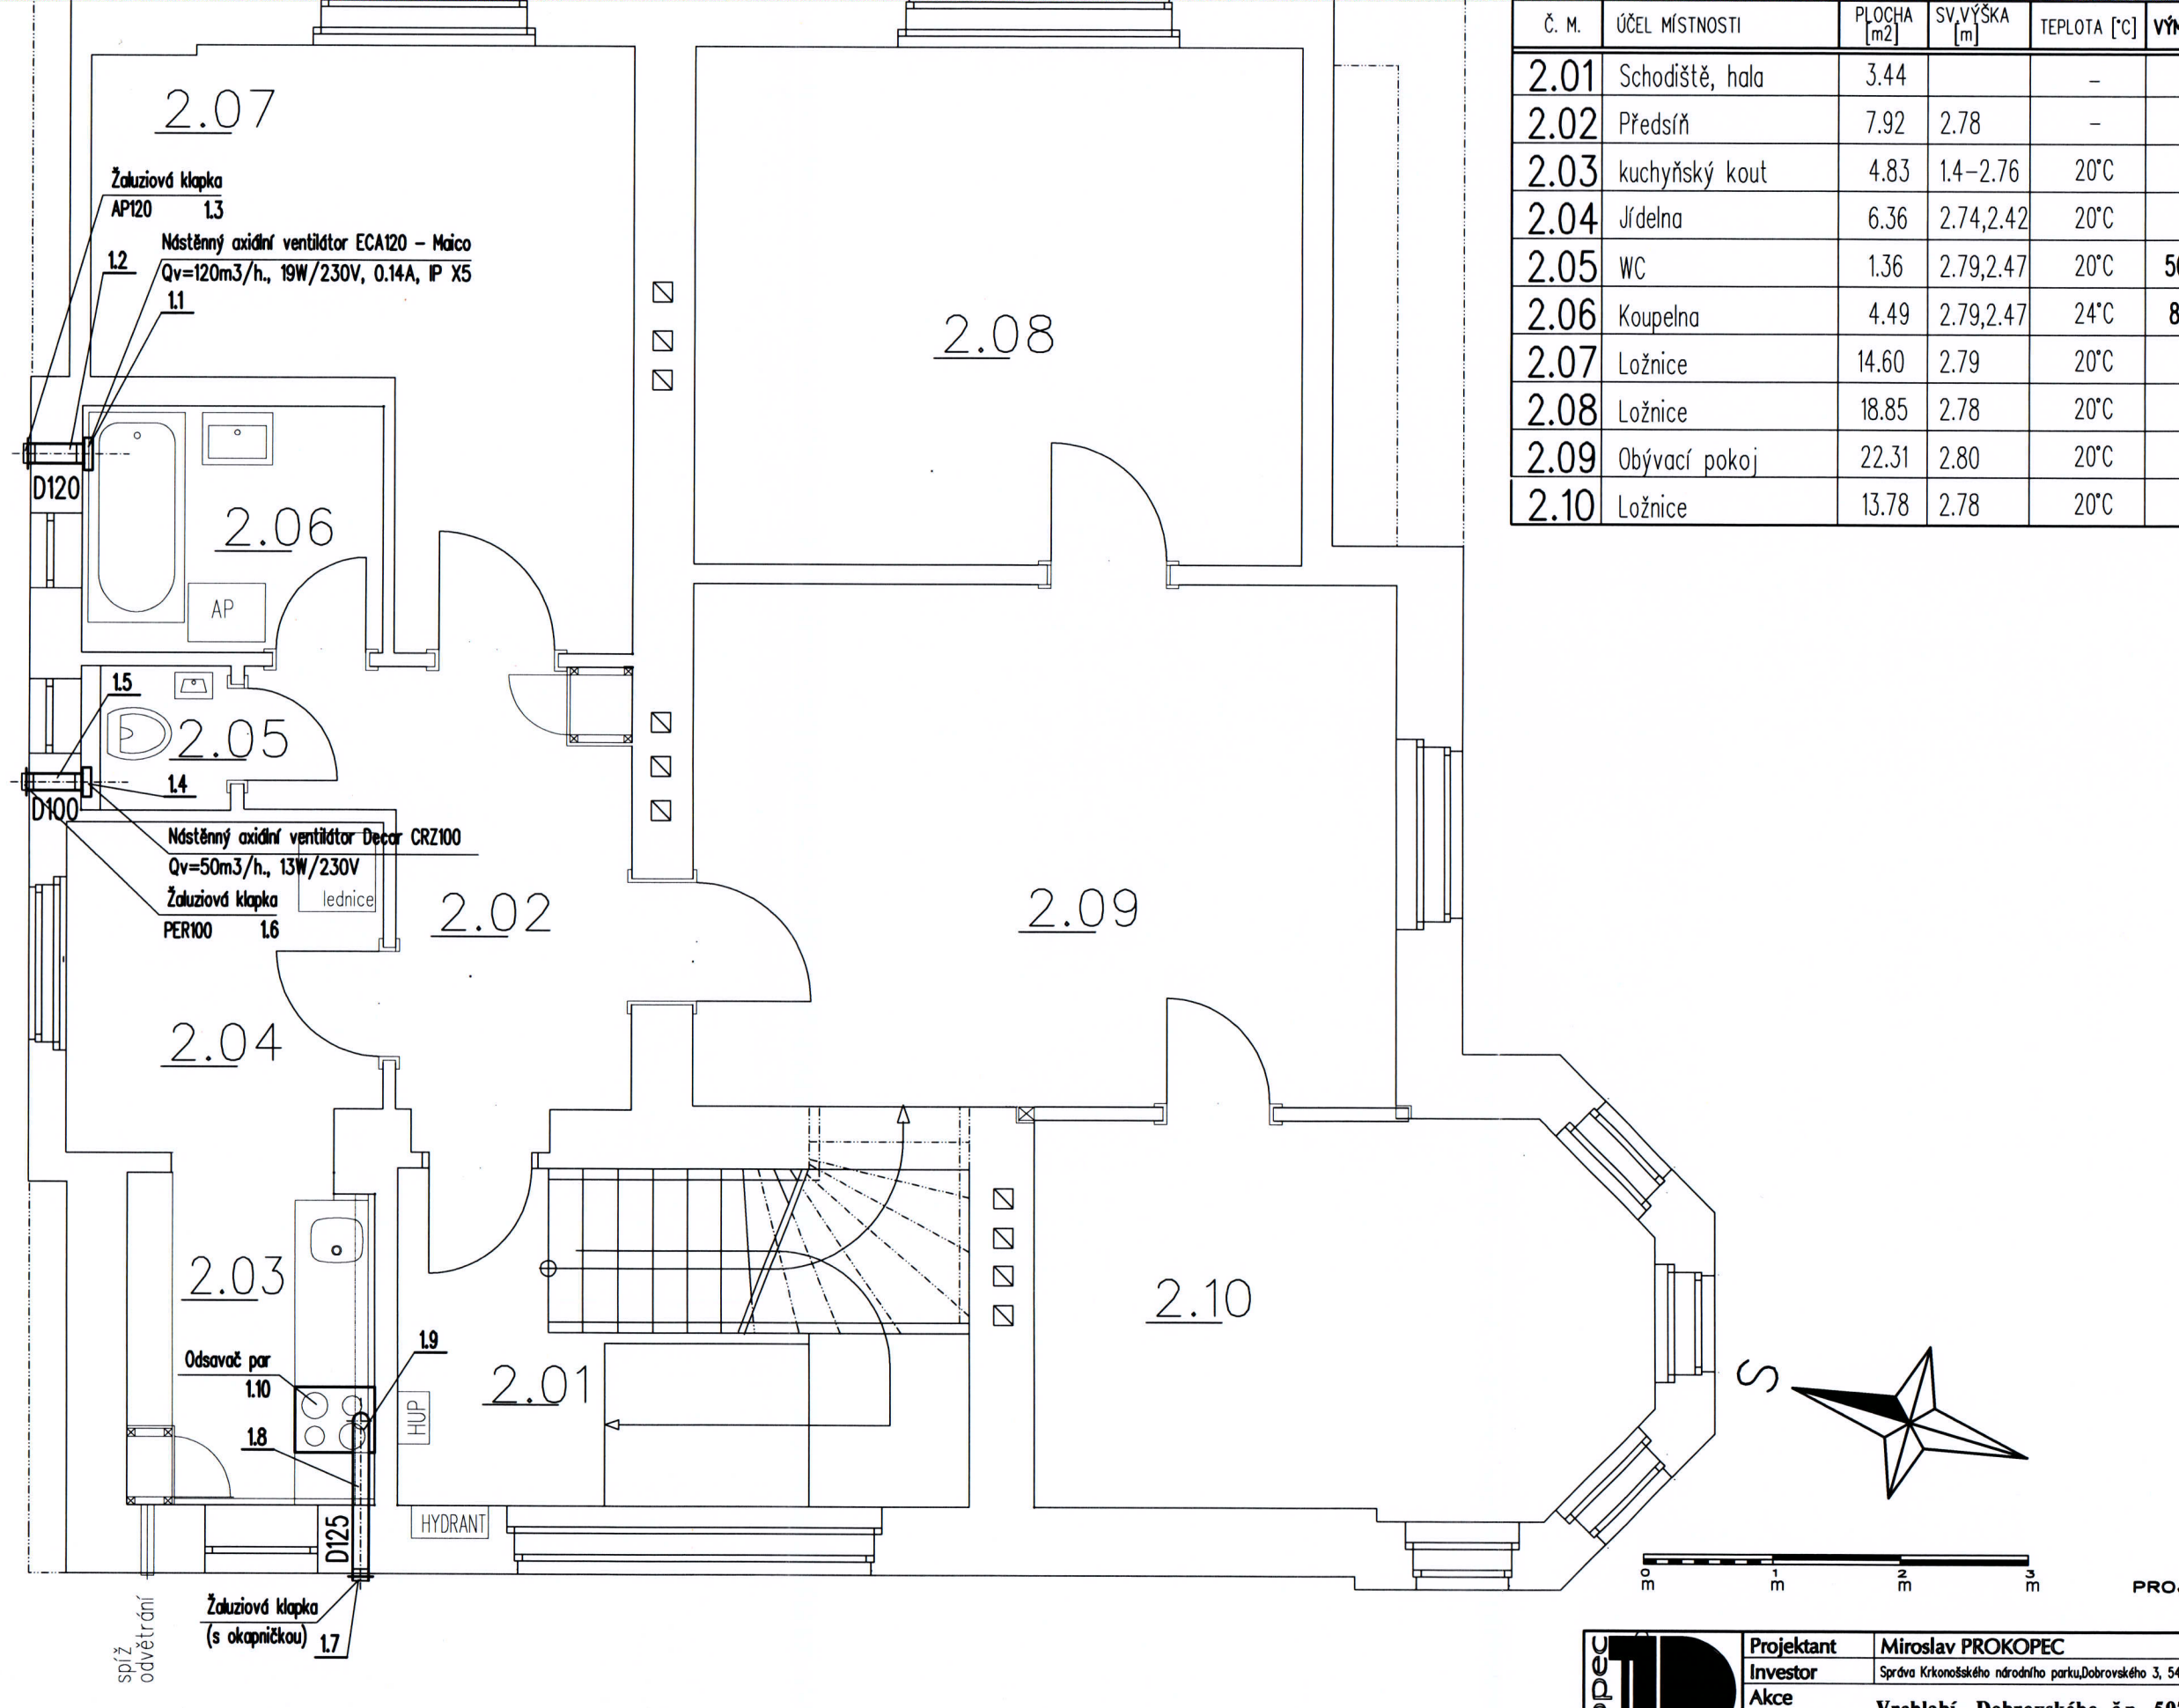 Č. M. ÚČEL MÍSTNOSTI PLOCHA [m2] SV.VÝŠKA [m] TEPLOTA [°C]
2.01 Schodiště, hala 3.44 –
2.02 Předsíň 7.92 2.78 –
2.03 kuchyňský kout 4.83 1.4–2.76 20°C
2.04 Jídelna 6.36 2.74,2.42 20°C
2.05 WC 1.36 2.79,2.47 20°C
2.06 Koupelna 4.49 2.79,2.47 24°C
2.07 Ložnice 14.60 2.79 20°C
2.08 Ložnice 18.85 2.78 20°C
2.09 Obývací pokoj 22.31 2.80 20°C
2.10 Ložnice 13.78 2.78 20°C
2.07
Žaluziová klapka
AP120 1.3
1.2
Nástěnný axiální ventilátor ECA120 – Maico
Qv=120m3/h., 19W/230V, 0.14A, IP X5
1.1
2.08
D120
2.06
AP
1.5
2.05
1.4
D100
Nástěnný axiální ventilátor Decor CRZ100
Qv=50m3/h., 13W/230V
Žaluziová klapka
PER100 1.6
lednice
2.02
2.09
2.04
2.03
Odsavač par
1.10
1.9
1.8
2.01
HUP
2.10
HYDRANT
D125
Žaluziová klapka
(s okapničkou) 1.7
spíž
odvětrání
S
0 1 2 3
m m m m
Projektant Miroslav PROKOPEC
Investor Správa Krkonošského národního parku,Dobrovského 3,
Akce